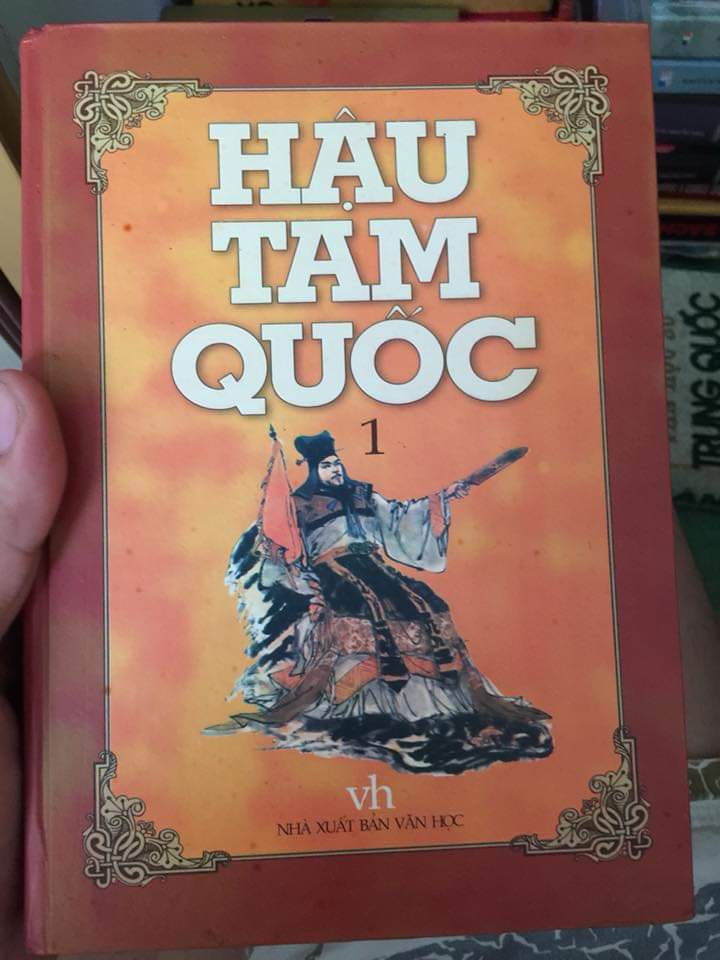 HẬU
TAM
QUỐC
1
vh
NHÀ XUẤT BẢN VĂN HỌC
TRUNG QUỐC